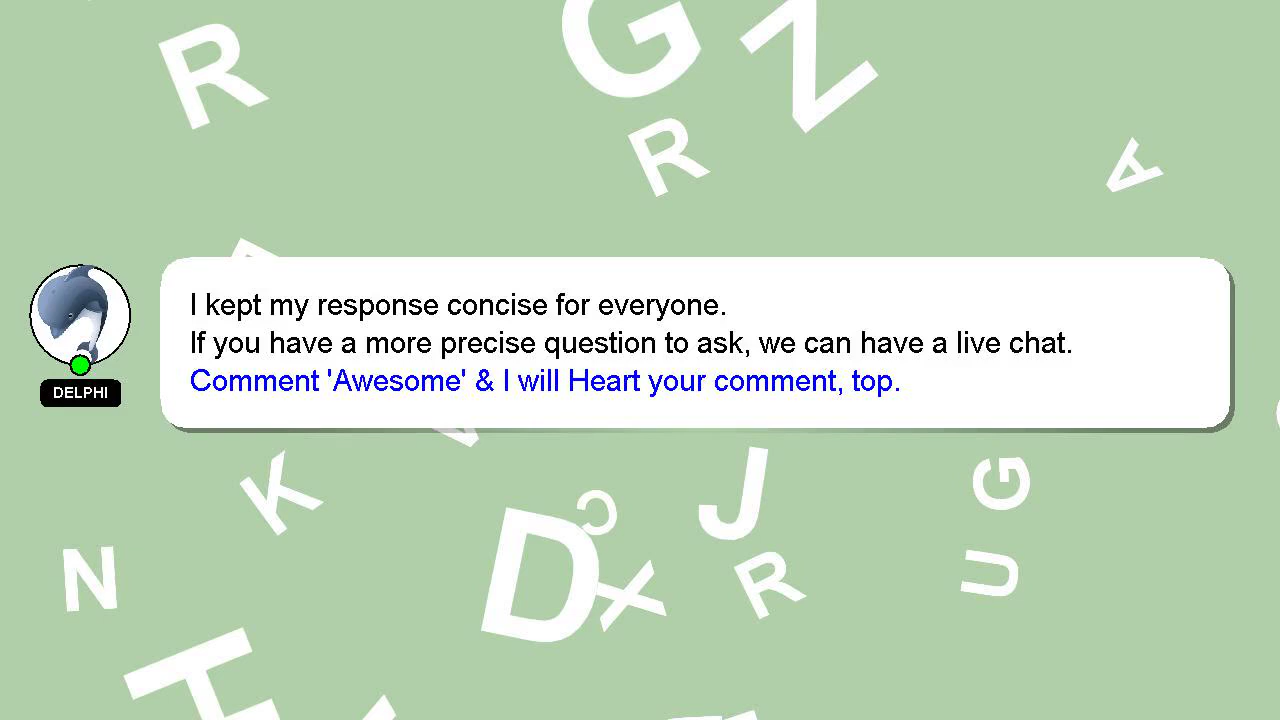 R
G
Z
R
A
I kept my response concise for everyone.
If you have a more precise question to ask, we can have a live chat.
Comment 'Awesome' & I will Heart your comment, top.
DELPHI
K
J
G
C
D
N
X
R
U
T